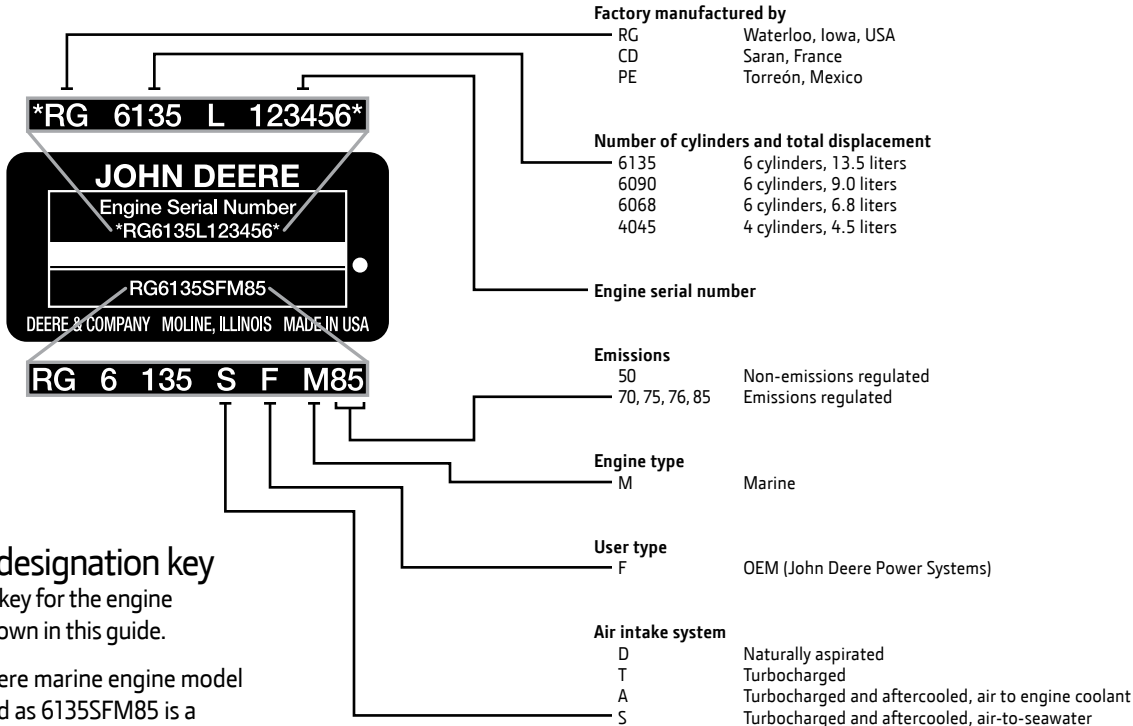 *RG 6135 L 123456*
JOHN DEERE
Engine Serial Number
*RG6135L123456*
RG6135SFM85
DEERE & COMPANY MOLINE, ILLINOIS MADE IN USA
RG 6 135 S F M85
designation key
key for the engine
own in this guide.
ere marine engine model
d as 6135SFM85 is a
Factory manufactured by
RG Waterloo, Iowa, USA
CD Saran, France
PE Torreón, Mexico
Number of cylinders and total displacement
6135 6 cylinders, 13.5 liters
6090 6 cylinders, 9.0 liters
6068 6 cylinders, 6.8 liters
4045 4 cylinders, 4.5 liters
Engine serial number
Emissions
50 Non-emissions regulated
70, 75, 76, 85 Emissions regulated
Engine type
M Marine
User type
F OEM (John Deere Power Systems)
Air intake system
D Naturally aspirated
T Turbocharged
A Turbocharged and aftercooled, air to engine coolant
S Turbocharged and aftercooled, air-to-seawater